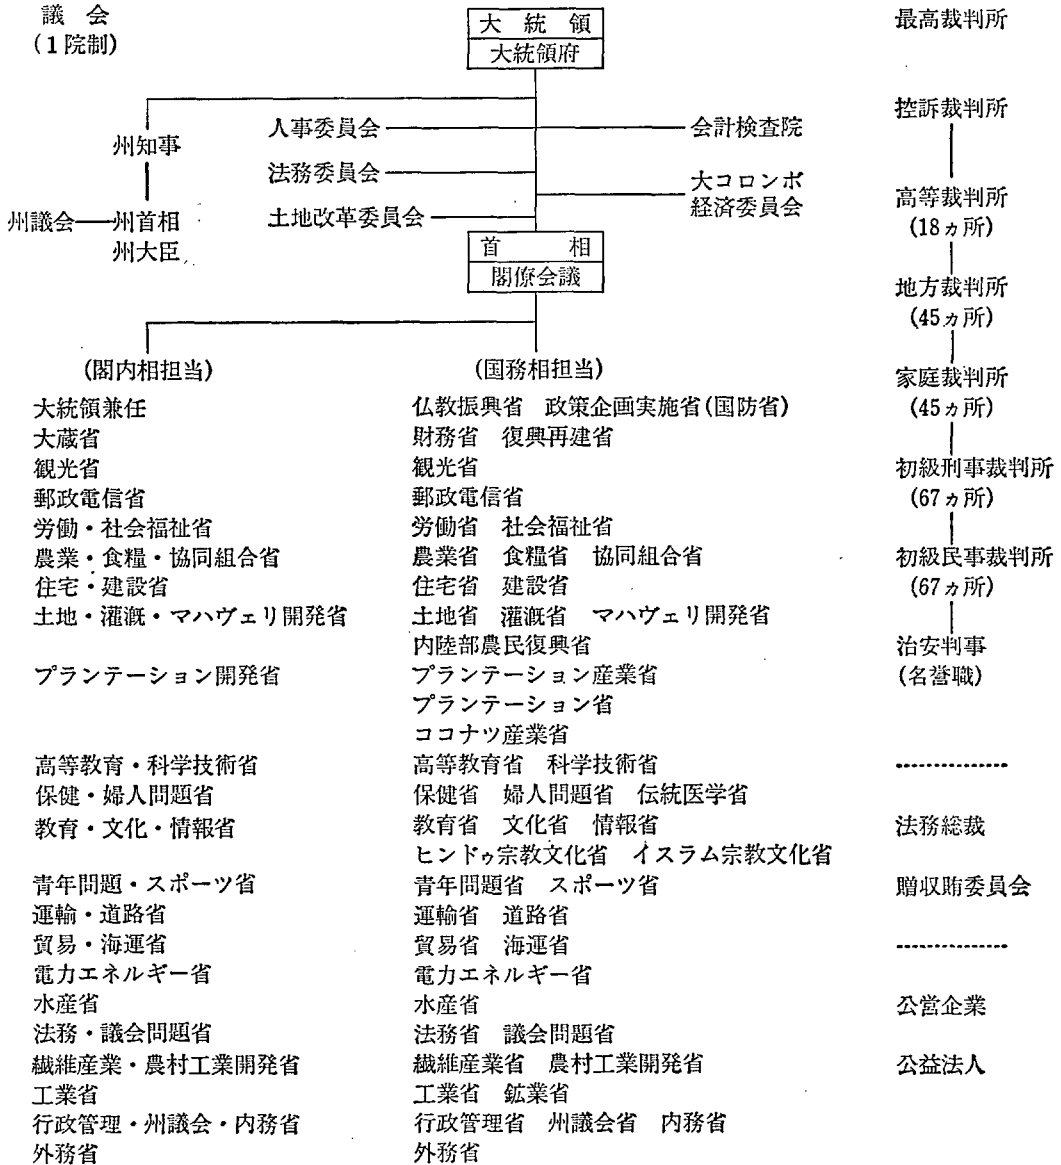 議会
(1院制)
大統領
大統領府
州知事
州議会
州首相
州大臣
人事委員会
法務委員会
土地改革委員会
会計検査院
大コロンボ
経済委員会
首相
閣僚会議
(閣内相担当)
(国務相担当)
大統領兼任
仏教振興省 政策企画実施省(国防省)
大蔵省
財務省 復興再建省
観光省
観光省
郵政電信省
郵政電信省
労働・社会福祉省
労働省 社会福祉省
農業・食糧・協同組合省
農業省 食糧省 協同組合省
住宅・建設省
住宅省 建設省
土地・灌漑・マハヴェリ開発省
土地省 灌漑省 マハヴェリ開発省
内陸部農民復興省
プランテーション開発省
プランテーション産業省
プランテーション省
ココナツ産業省
高等教育・科学技術省
高等教育省 科学技術省
保健・婦人問題省
保健省 婦人問題省 伝統医学省
教育・文化・情報省
教育省 文化省 情報省
ヒンドゥ宗教文化省 イスラム宗教文化省
青年問題・スポーツ省
青年問題省 スポーツ省
運輸・道路省
運輸省 道路省
貿易・海運省
貿易省 海運省
電力エネルギー省
電力エネルギー省
水産省
水産省
法務・議会問題省
法務省 議会問題省
繊維産業・農村工業開発省
繊維産業省 農村工業開発省
工業省
工業省 鉱業省
行政管理・州議会・内務省
行政管理省 州議会省 内務省
外務省
外務省
最高裁判所
控訴裁判所
高等裁判所
(18ヵ所)
地方裁判所
(45ヵ所)
家庭裁判所
(45ヵ所)
初級刑事裁判所
(67ヵ所)
初級民事裁判所
(67ヵ所)
治安判事
(名誉職)
法務総裁
贈収賄委員会
公営企業
公益法人